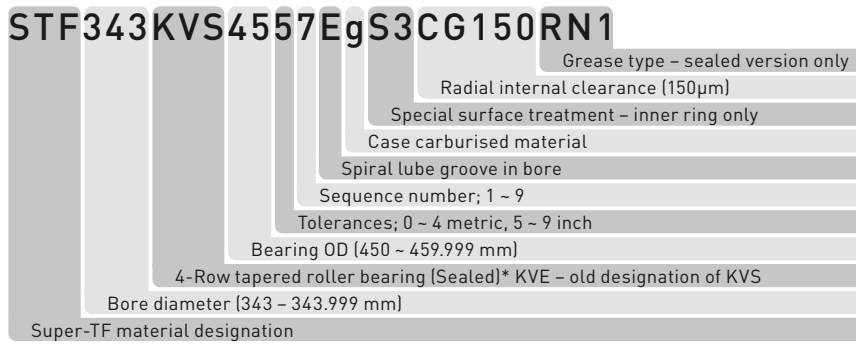 STF343KVS4557EgS3CG150RN1
Grease type – sealed version only
Radial internal clearance (150µm)
Special surface treatment – inner ring only
Case carburised material
Spiral lube groove in bore
Sequence number; 1 ~ 9
Tolerances; 0 ~ 4 metric, 5 ~ 9 inch
Bearing OD (450 ~ 459.999 mm)
4-Row tapered roller bearing (Sealed)* KVE – old designation of KVS
Bore diameter (343 – 343.999 mm)
Super-TF material designation